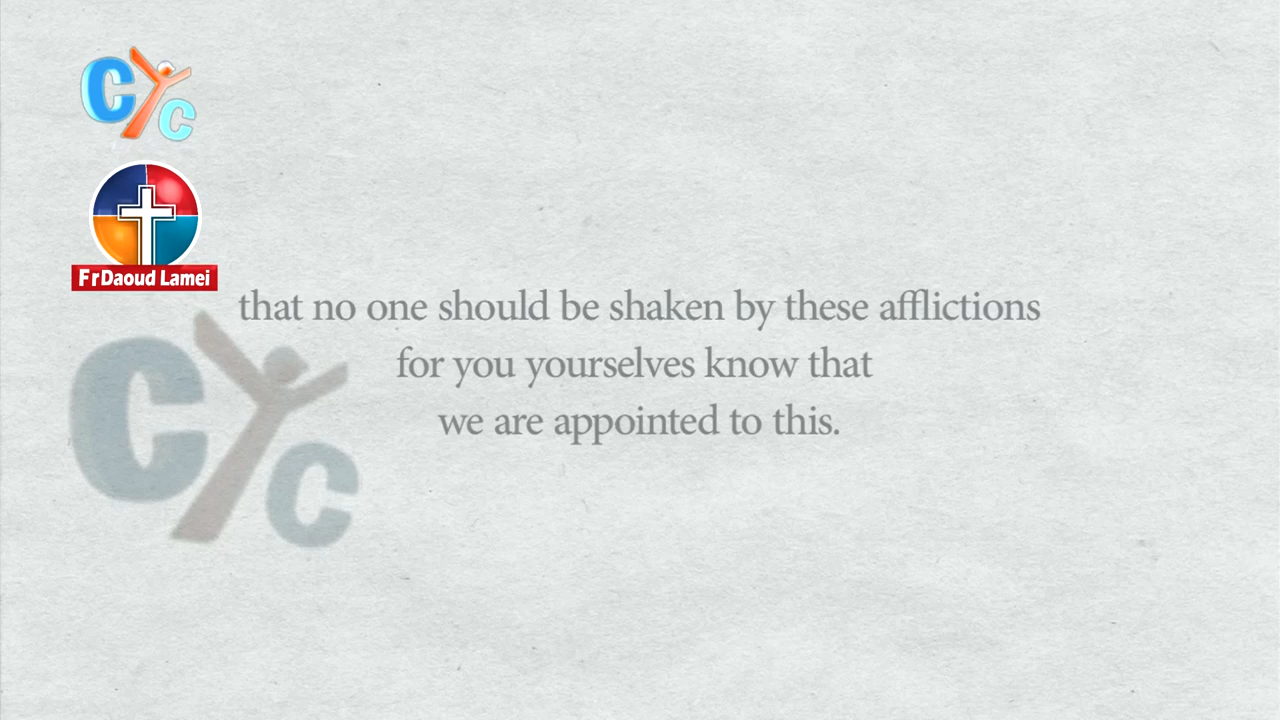 CYC
FrDaoud Lamei
that no one should be shaken by these afflictions
for you yourselves know that
we are appointed to this.
CYC